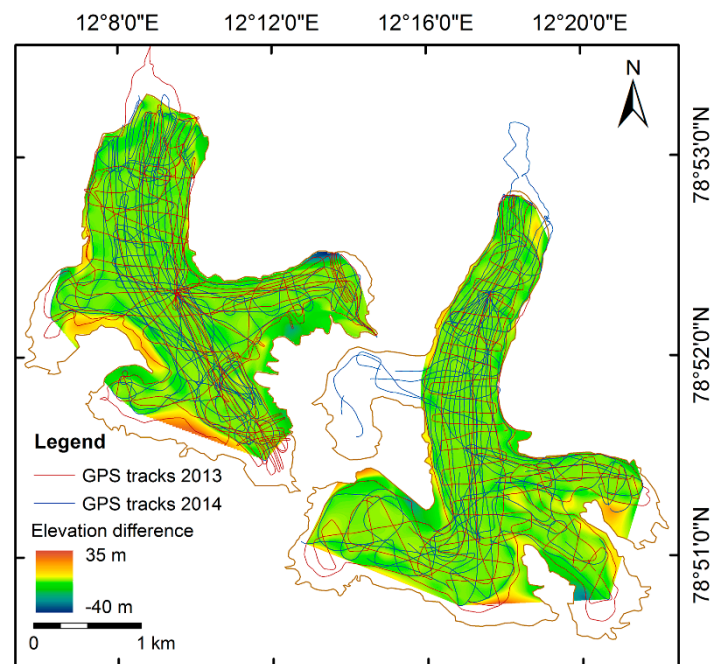 12°8'0"E 12°12'0"E 12°16'0"E 12°20'0"E
N
78°53'0"N
78°52'0"N
Legend
GPS tracks 2013
GPS tracks 2014
Elevation difference
35 m
78°51'0"N
-40 m
0 1 km